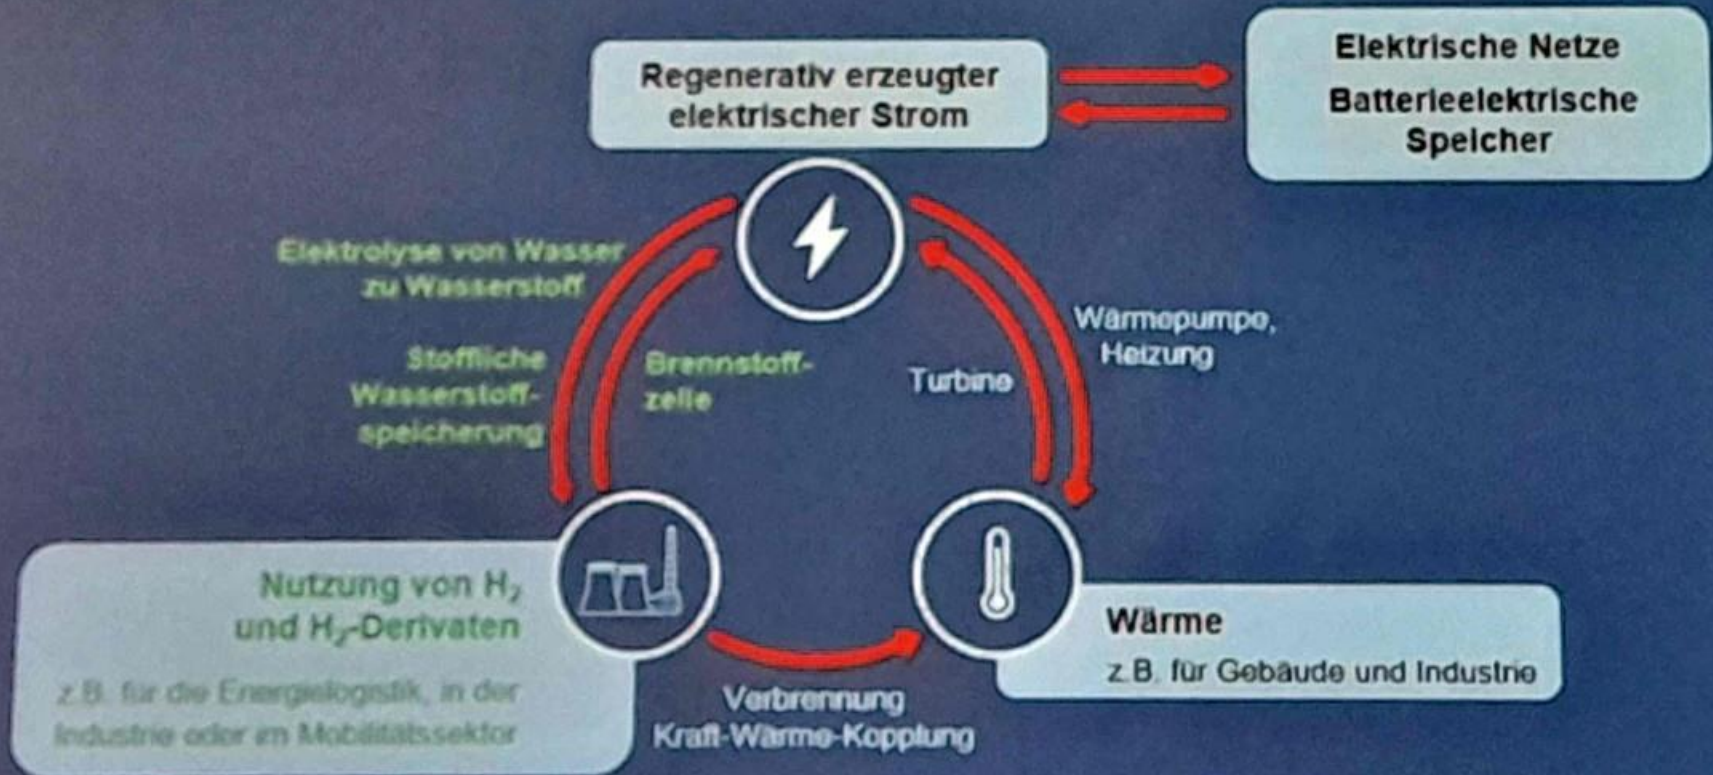 Regenerativ erzeugter
elektrischer Strom
Elektrische Netze
Batterieelektrische
Speicher
Elektrolyse von Wasser
zu Wasserstoff
Stoffliche
Wasserstoff-
speicherung
Brennstoff-
zelle
Turbine
Wärmepumpe,
Heizung
Nutzung von H₂
und H₂-Derivaten
z.B. für die Energielogistik, in der
Industrie oder im Mobilitätssektor
Verbrennung
Kraft-Wärme-Kopplung
Wärme
z.B. für Gebäude und Industrie